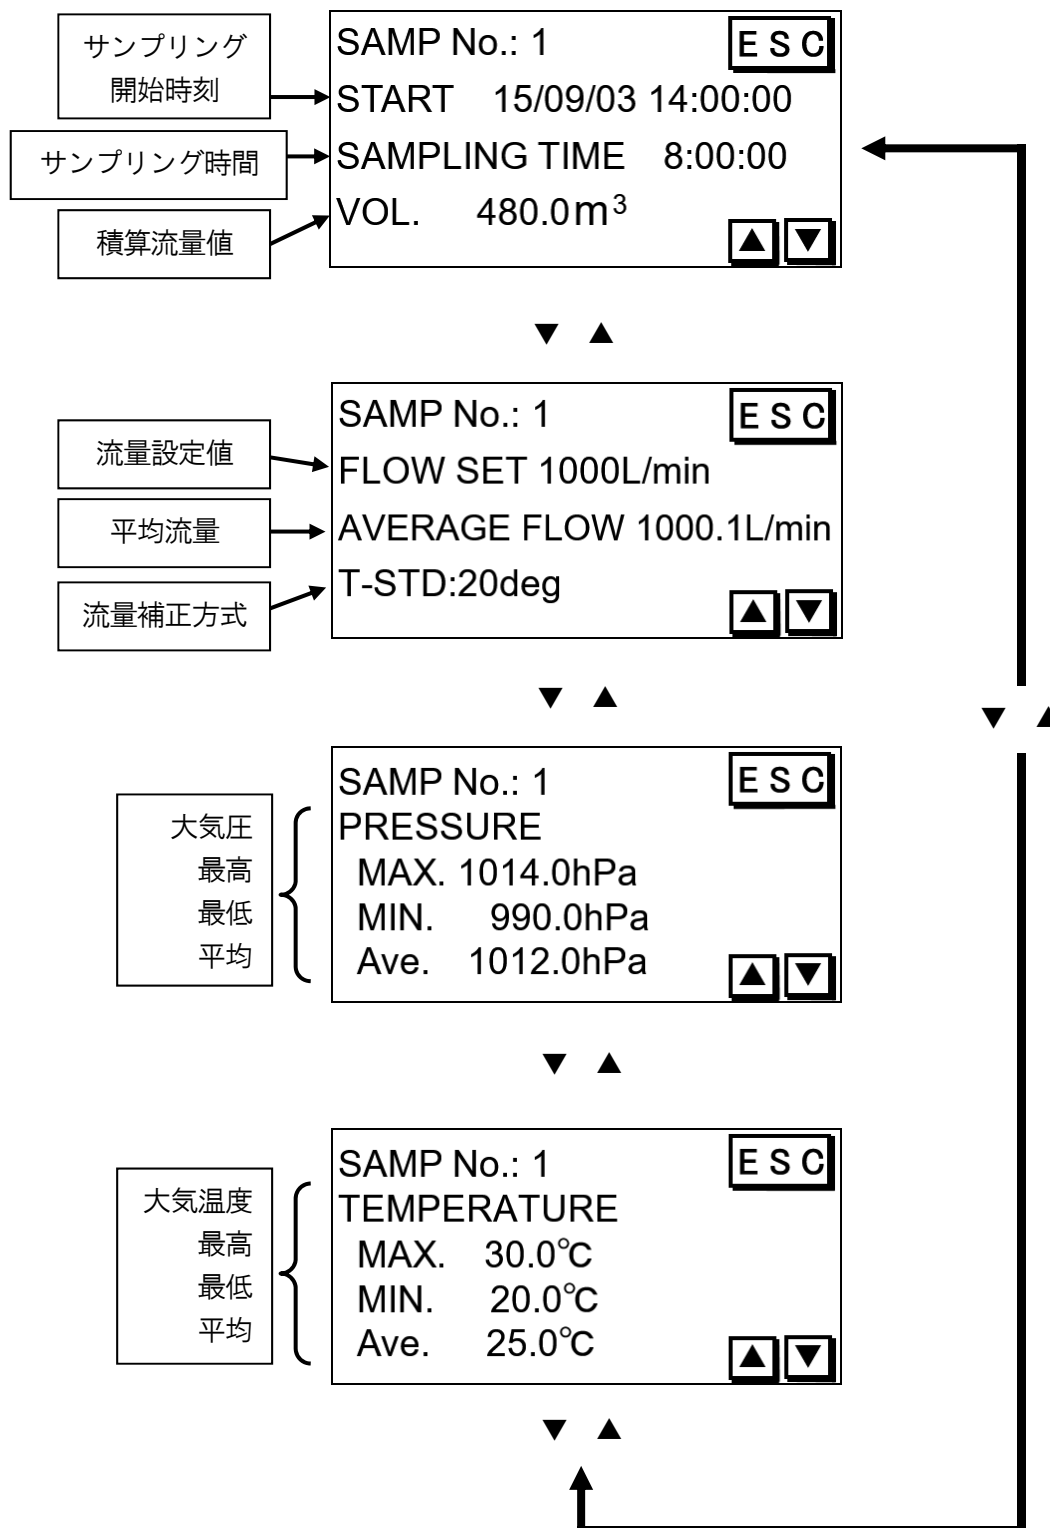 サンプリング
開始時刻
サンプリング時間
積算流量値
SAMP No.: 1
ESC
START 15/09/03 14:00:00
SAMPLING TIME 8:00:00
VOL. 480.0m³
▲ ▼
▼ ▲
流量設定値
平均流量
流量補正方式
SAMP No.: 1
ESC
FLOW SET 1000L/min
AVERAGE FLOW 1000.1L/min
T-STD:20deg
▲ ▼
▼ ▲
▼ ▲
大気圧
最高
最低
平均
SAMP No.: 1
ESC
PRESSURE
MAX. 1014.0hPa
MIN. 990.0hPa
Ave. 1012.0hPa
▲ ▼
▼ ▲
大気温度
最高
最低
平均
SAMP No.: 1
ESC
TEMPERATURE
MAX. 30.0℃
MIN. 20.0℃
Ave. 25.0℃
▲ ▼
▼ ▲